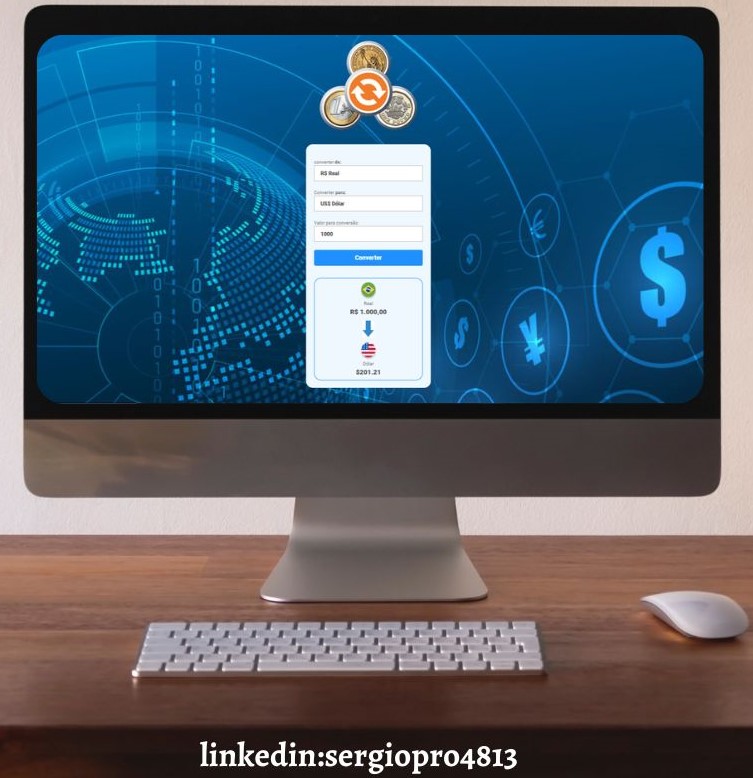 converter de:
R$ Real
Converter para:
US$ Dólar
Valor para conversão:
1000
Converter
Real
R$ 1.000,00
Dólar
$201.21
linkedin:sergiopro4813